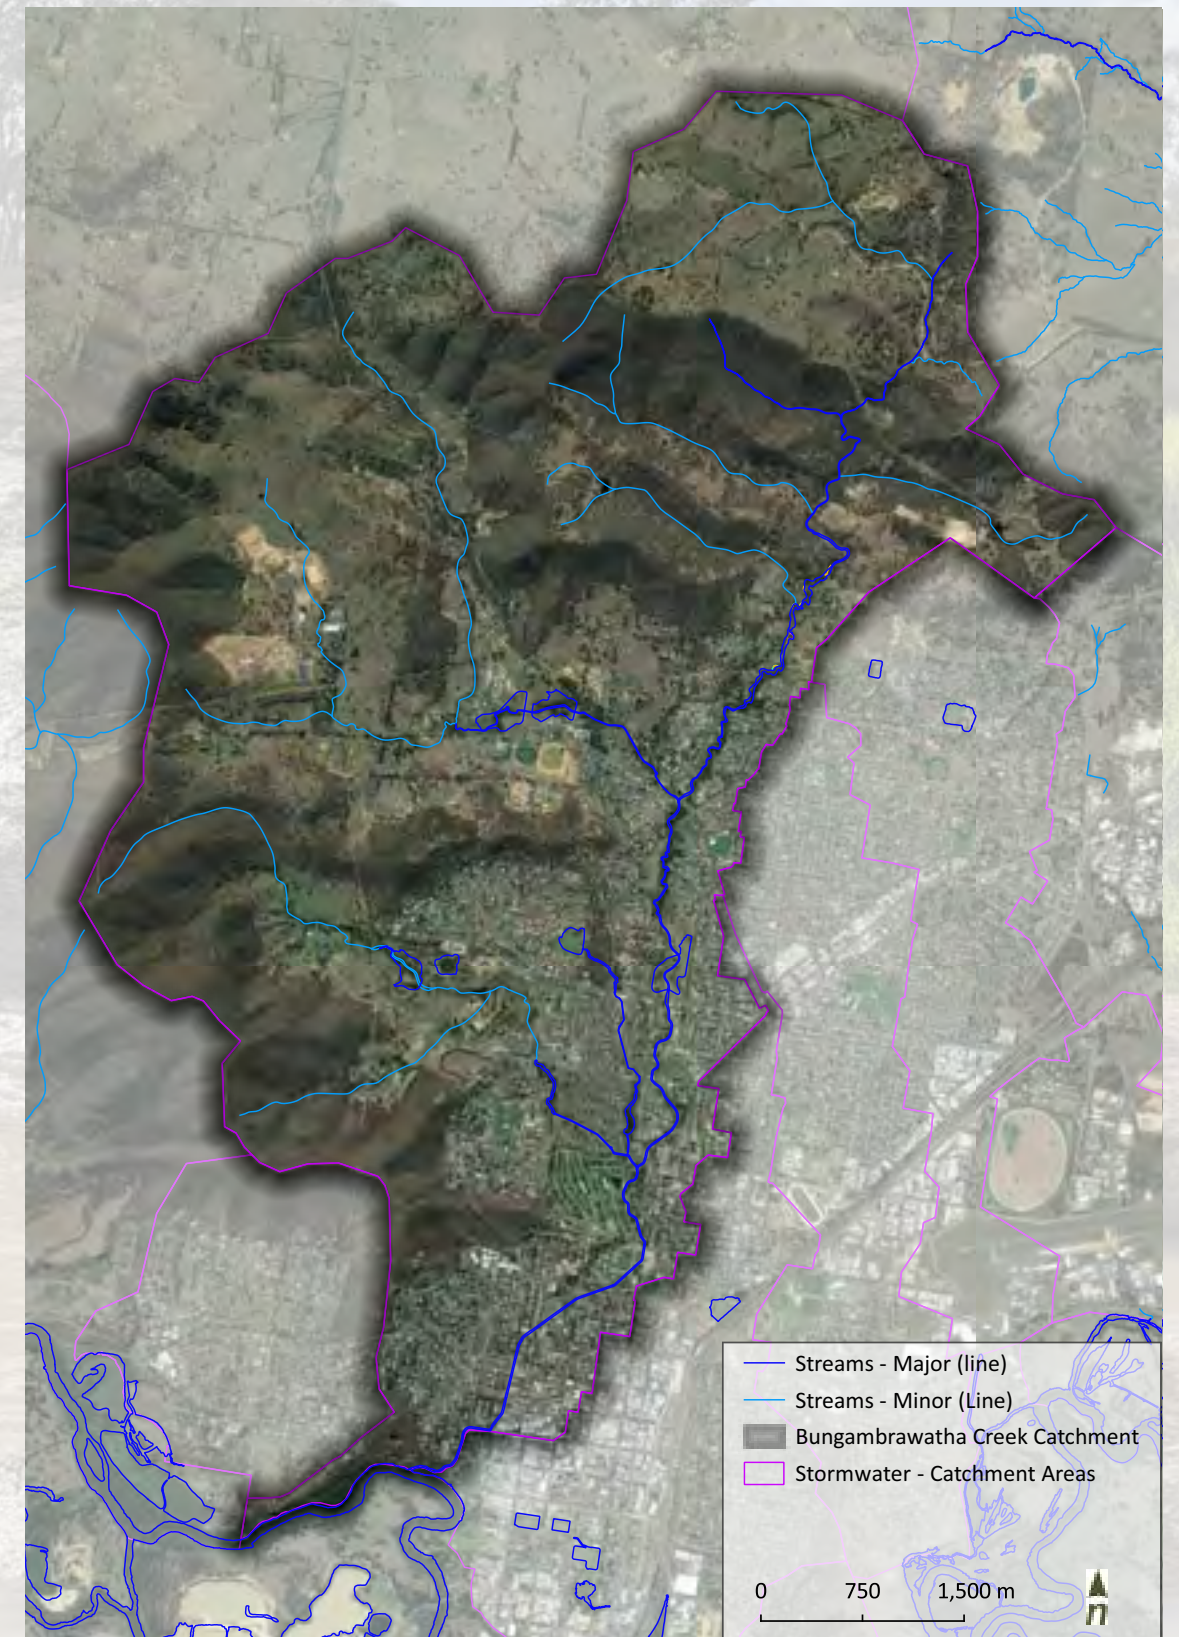 Streams - Major (line)
Streams - Minor (Line)
Bungambrawatha Creek Catchment
Stormwater - Catchment Areas
0 750 1,500 m
n